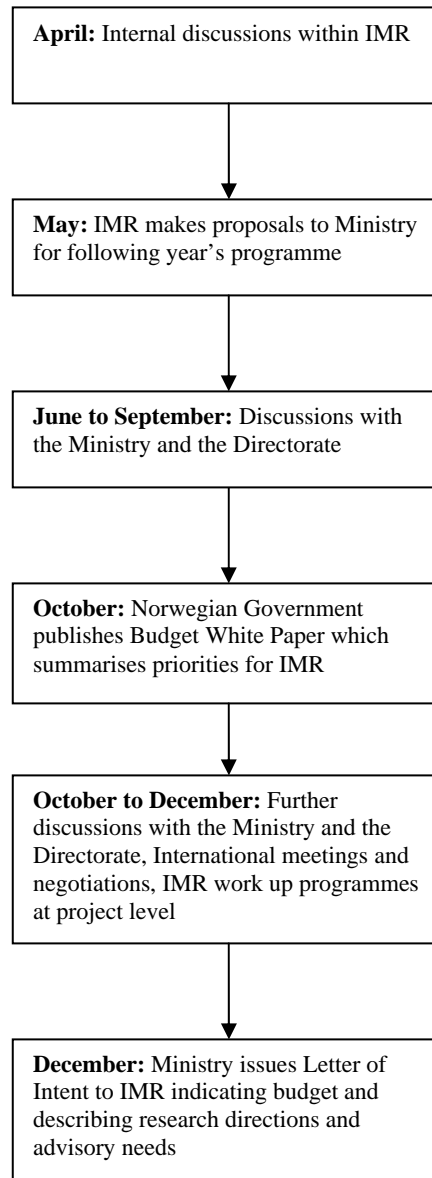 April: Internal discussions within IMR
May: IMR makes proposals to Ministry
for following year’s programme
June to September: Discussions with
the Ministry and the Directorate
October: Norwegian Government
publishes Budget White Paper which
summarises priorities for IMR
October to December: Further
discussions with the Ministry and the
Directorate, International meetings and
negotiations, IMR work up programmes
at project level
December: Ministry issues Letter of
Intent to IMR indicating budget and
describing research directions and
advisory needs